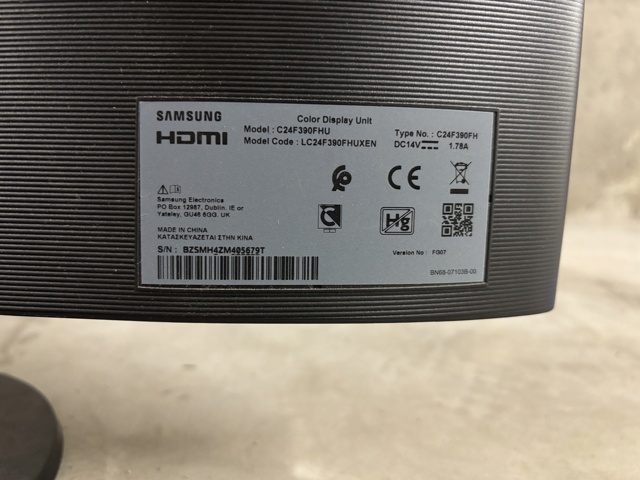 SAMSUNG
HDMI
Color Display Unit
Model : C24F390FHU
Model Code : LC24F390FHUXEN
Type No. : C24F390FH
DC14V 1.78A
Samsung Electronics
PO Box 12987, Dublin. IE or
Yateley, GU46 6GG. UK
CE
MADE IN CHINA
ΚΑΤΑΣΚΕΥΑΖΕΤΑΙ ΣΤΗΝ ΚΙΝΑ
Hg
S/N : BZSMH4ZM405679T
Version No : FG07
BN68-07103B-00